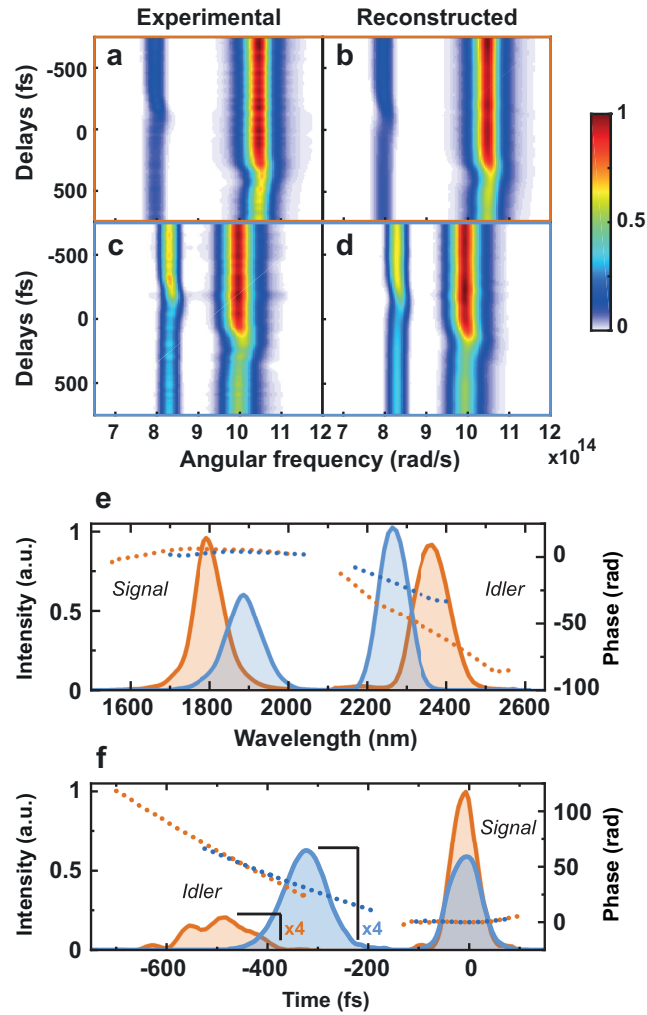 Experimental Reconstructed
a b
Delays (fs)
-500
0
500
c d
Delays (fs)
-500
0
500
1
0.5
0
7 8 9 10 11 12 7 8 9 10 11 12
Angular frequency (rad/s) x10^14
e
Intensity (a.u.)
1
0.5
0
Signal Idler
0
-50
-100
Phase (rad)
1600 1800 2000 2200 2400 2600
Wavelength (nm)
f
Intensity (a.u.)
1
0.5
0
Signal
Idler
x4 x4
100
50
0
Phase (rad)
-600 -400 -200 0
Time (fs)